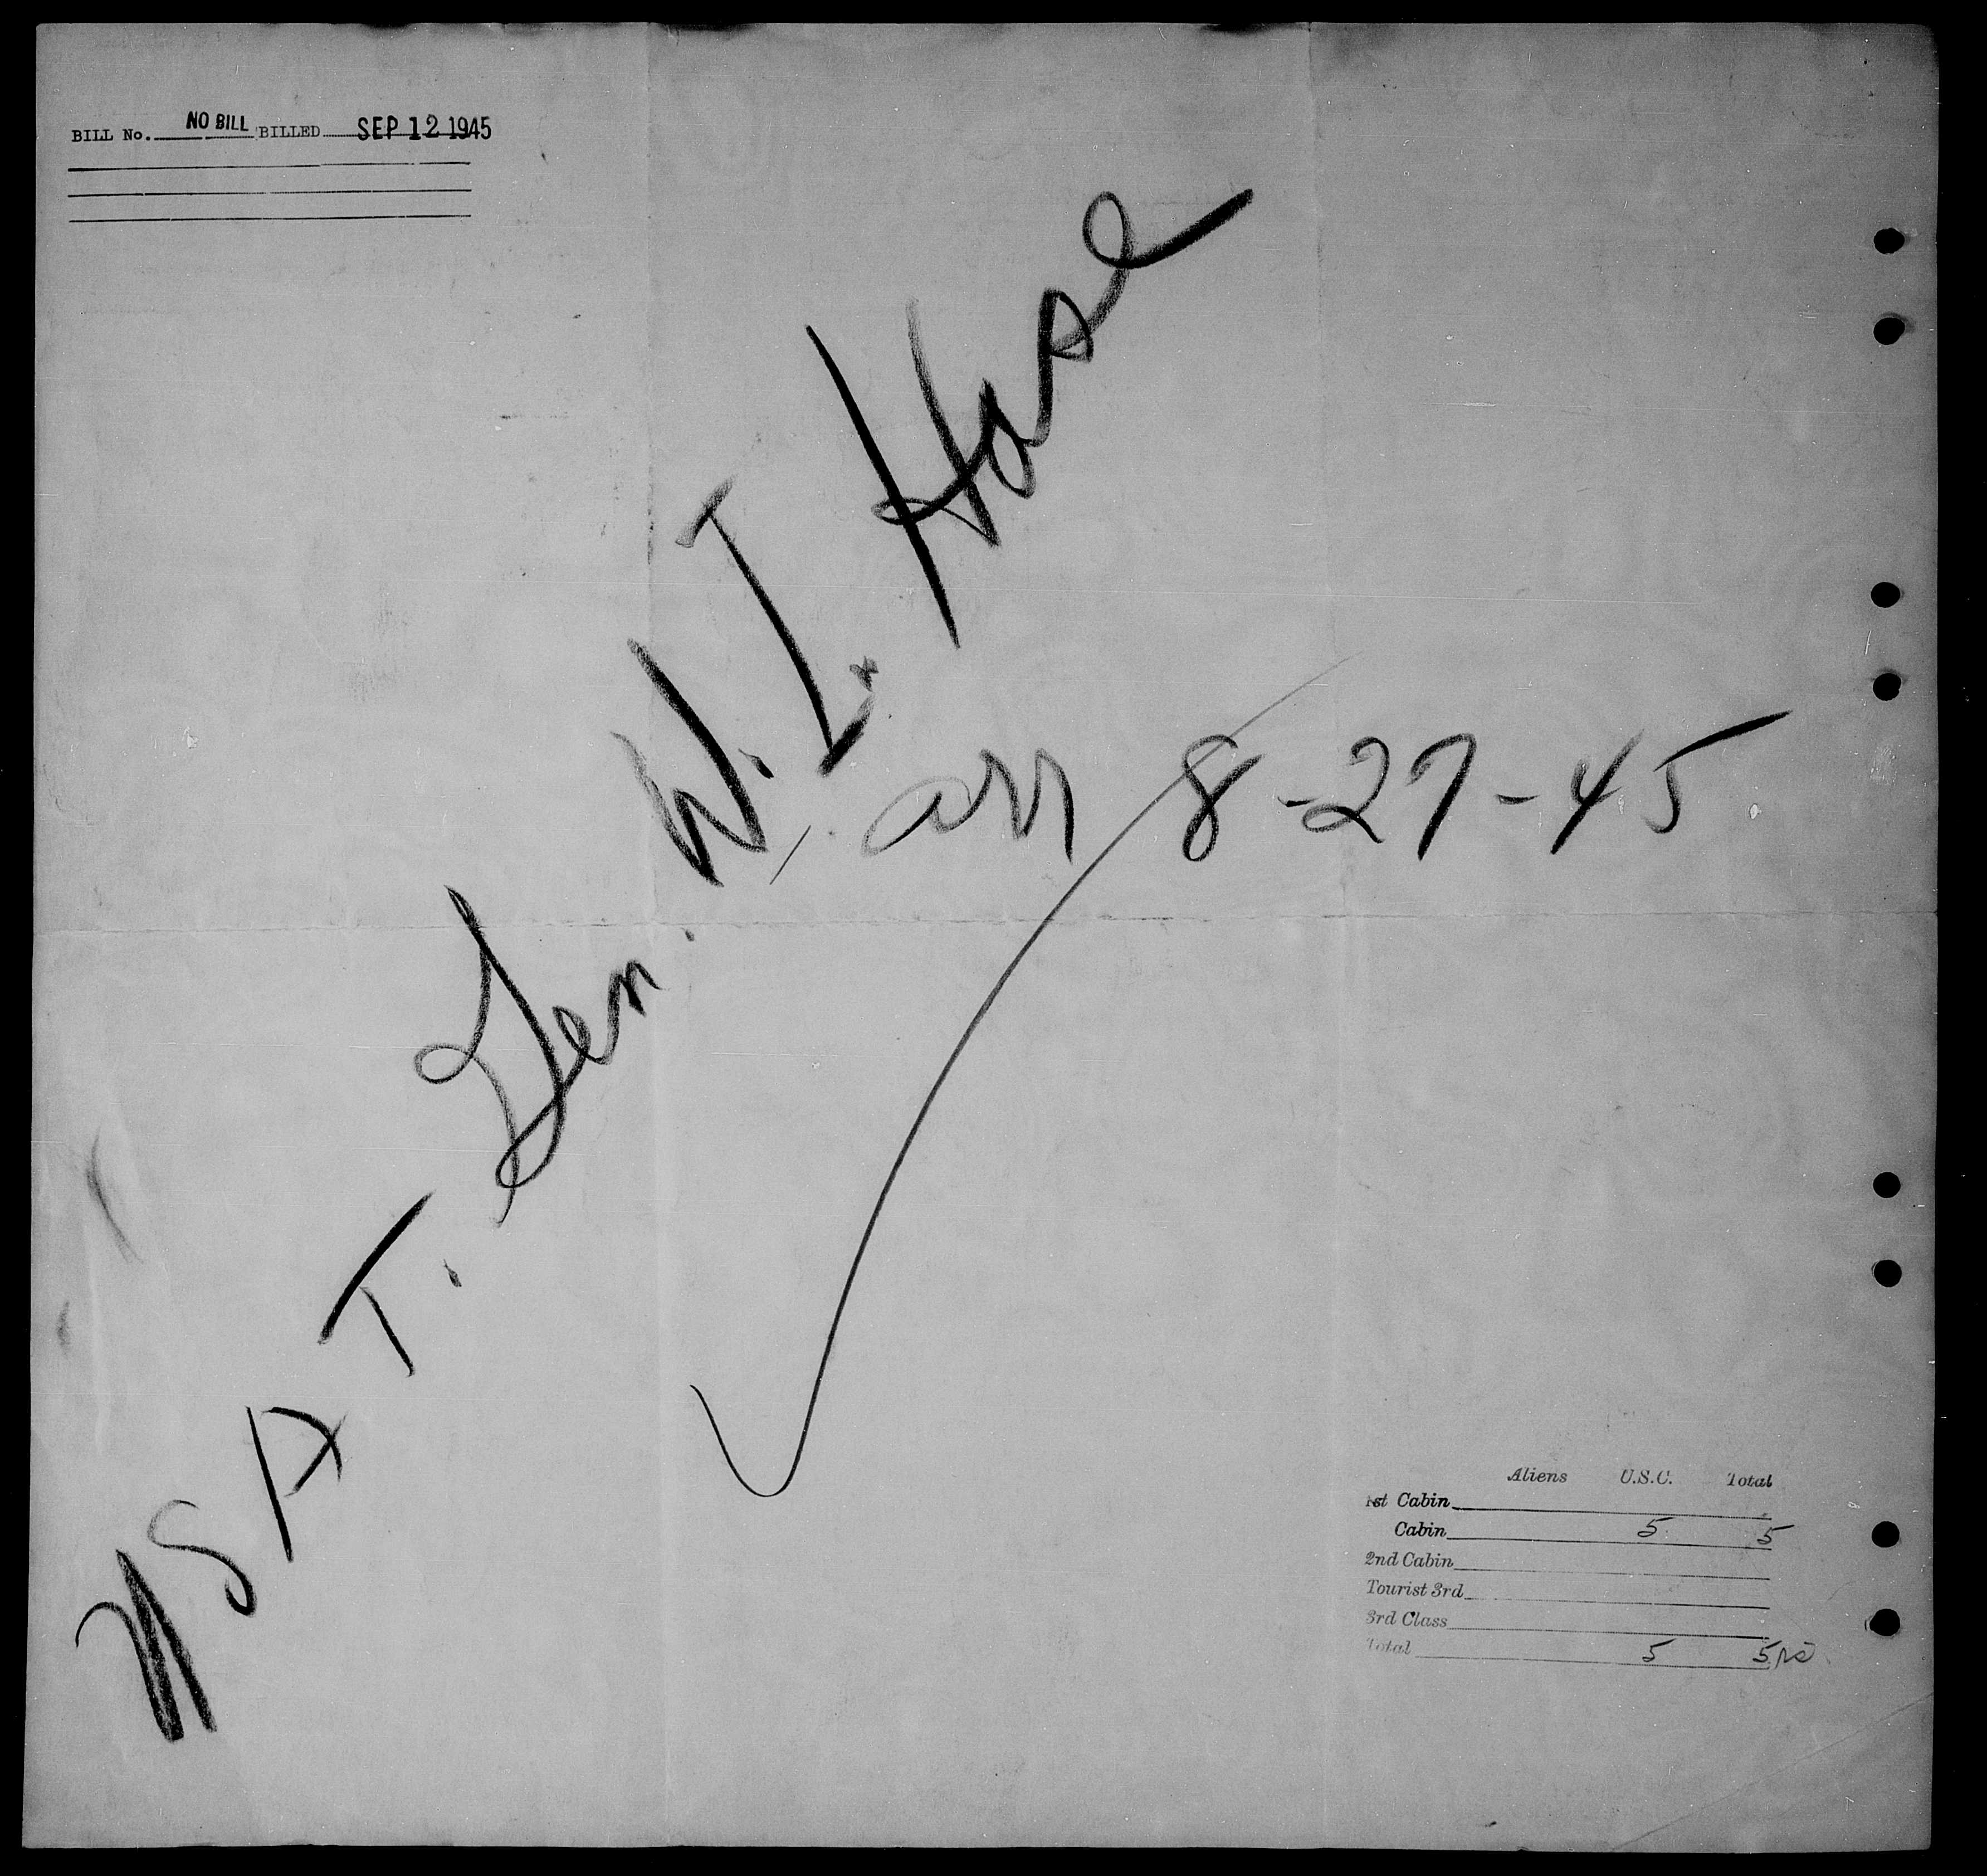 BILL No. NO BILL BILLED SEP 12 1945
USAT. Gen. W. I. Hase
arr 8-27-45
Aliens U.S.C. Total
1st Cabin
Cabin 5 5
2nd Cabin
Tourist 3rd
3rd Class
Total 5 5